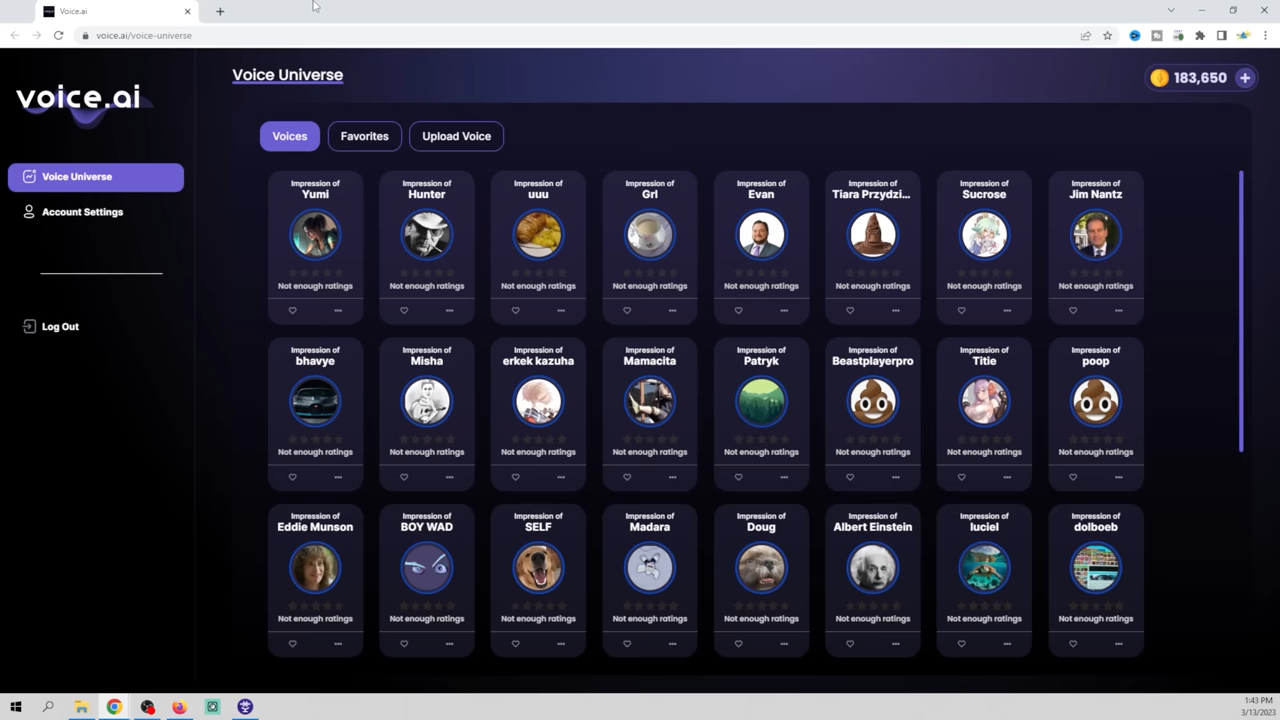 Voice.ai
voice.ai/voice-universe
voice.ai
Voice Universe
183,650
Voices
Favorites
Upload Voice
Voice Universe
Account Settings
Log Out
Impression of
Yumi
Not enough ratings
Impression of
Hunter
Not enough ratings
Impression of
uuu
Not enough ratings
Impression of
Grl
Not enough ratings
Impression of
Evan
Not enough ratings
Impression of
Tiara Przydzi...
Not enough ratings
Impression of
Sucrose
Not enough ratings
Impression of
Jim Nantz
Not enough ratings
Impression of
bhavye
Not enough ratings
Impression of
Misha
Not enough ratings
Impression of
erkek kazuha
Not enough ratings
Impression of
Mamacita
Not enough ratings
Impression of
Patryk
Not enough ratings
Impression of
Beastplayerpro
Not enough ratings
Impression of
Titie
Not enough ratings
Impression of
poop
Not enough ratings
Impression of
Eddie Munson
Not enough ratings
Impression of
BOY WAD
Not enough ratings
Impression of
SELF
Not enough ratings
Impression of
Madara
Not enough ratings
Impression of
Doug
Not enough ratings
Impression of
Albert Einstein
Not enough ratings
Impression of
luciel
Not enough ratings
Impression of
dolboeb
Not enough ratings
1:43 PM
3/13/2023